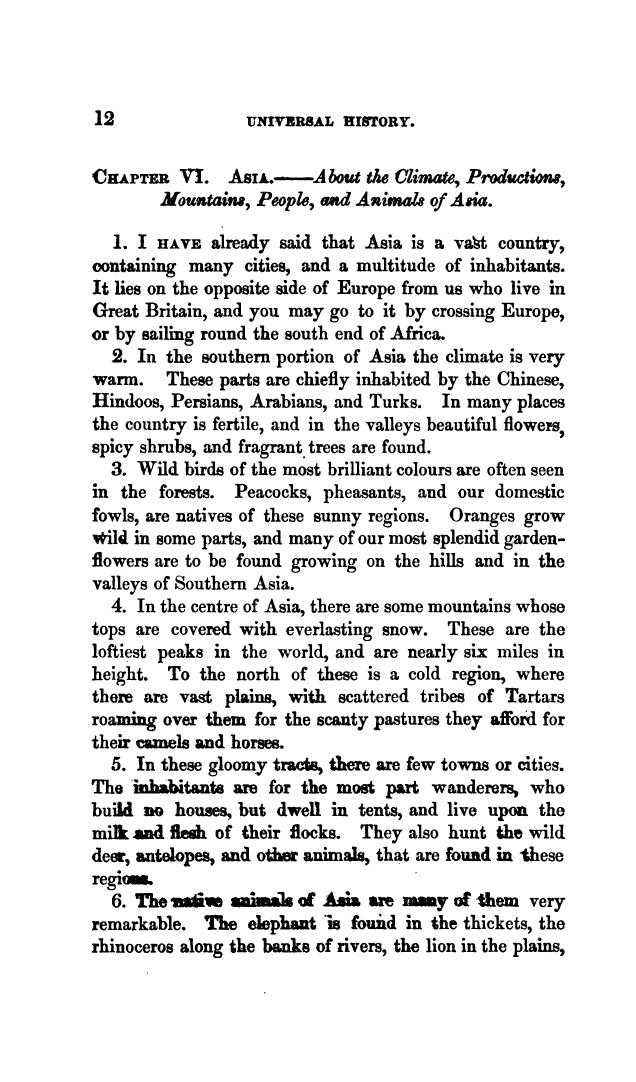 12 UNIVERSAL HISTORY.
CHAPTER VI. ASIA.——About the Climate, Productions,
Mountains, People, and Animals of Asia.
1. I HAVE already said that Asia is a vast country,
containing many cities, and a multitude of inhabitants.
It lies on the opposite side of Europe from us who live in
Great Britain, and you may go to it by crossing Europe,
or by sailing round the south end of Africa.
2. In the southern portion of Asia the climate is very
warm. These parts are chiefly inhabited by the Chinese,
Hindoos, Persians, Arabians, and Turks. In many places
the country is fertile, and in the valleys beautiful flowers,
spicy shrubs, and fragrant trees are found.
3. Wild birds of the most brilliant colours are often seen
in the forests. Peacocks, pheasants, and our domestic
fowls, are natives of these sunny regions. Oranges grow
wild in some parts, and many of our most splendid garden-
flowers are to be found growing on the hills and in the
valleys of Southern Asia.
4. In the centre of Asia, there are some mountains whose
tops are covered with everlasting snow. These are the
loftiest peaks in the world, and are nearly six miles in
height. To the north of these is a cold region, where
there are vast plains, with scattered tribes of Tartars
roaming over them for the scanty pastures they afford for
their camels and horses.
5. In these gloomy tracts, there are few towns or cities.
The inhabitants are for the most part wanderers, who
build no houses, but dwell in tents, and live upon the
milk and flesh of their flocks. They also hunt the wild
deer, antelopes, and other animals, that are found in these
regions.
6. The native animals of Asia are many of them very
remarkable. The elephant is found in the thickets, the
rhinoceros along the banks of rivers, the lion in the plains,